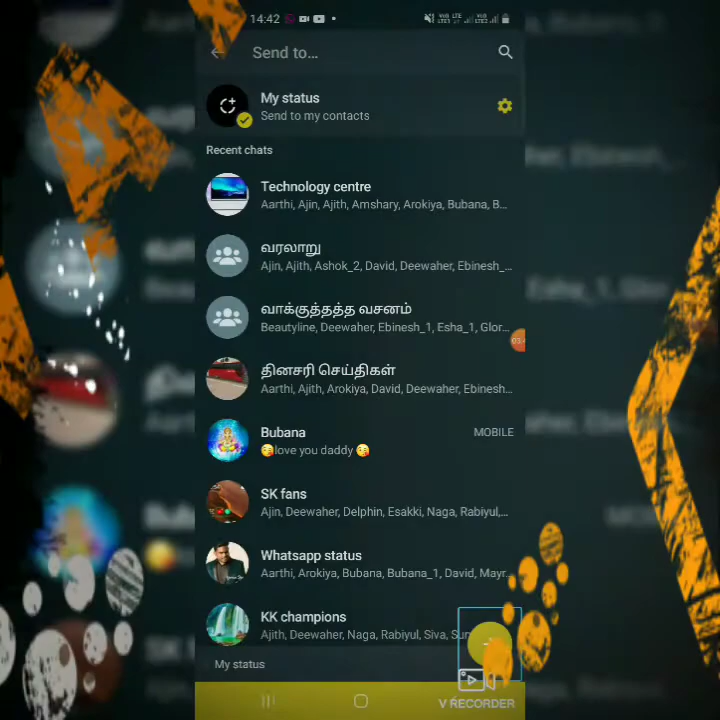 14:42
Send to...
My status
Send to my contacts
Recent chats
Technology centre
Aarthi, Ajin, Ajith, Amshary, Arokiya, Bubana, B...
வரலாறு
Ajin, Ajith, Ashok_2, David, Deewaher, Ebinesh_...
வாக்குத்தத்த வசனம்
Beautyline, Deewaher, Ebinesh_1, Esha_1, Glor...
தினசரி செய்திகள்
Aarthi, Ajith, Arokiya, David, Deewaher, Ebinesh...
Bubana MOBILE
🥰love you daddy 😘
SK fans
Ajin, Deewaher, Delphin, Esakki, Naga, Rabiyul,...
Whatsapp status
Aarthi, Arokiya, Bubana, Bubana_1, David, Mayr...
KK champions
Ajith, Deewaher, Naga, Rabiyul, Siva,
My status
V RECORDER